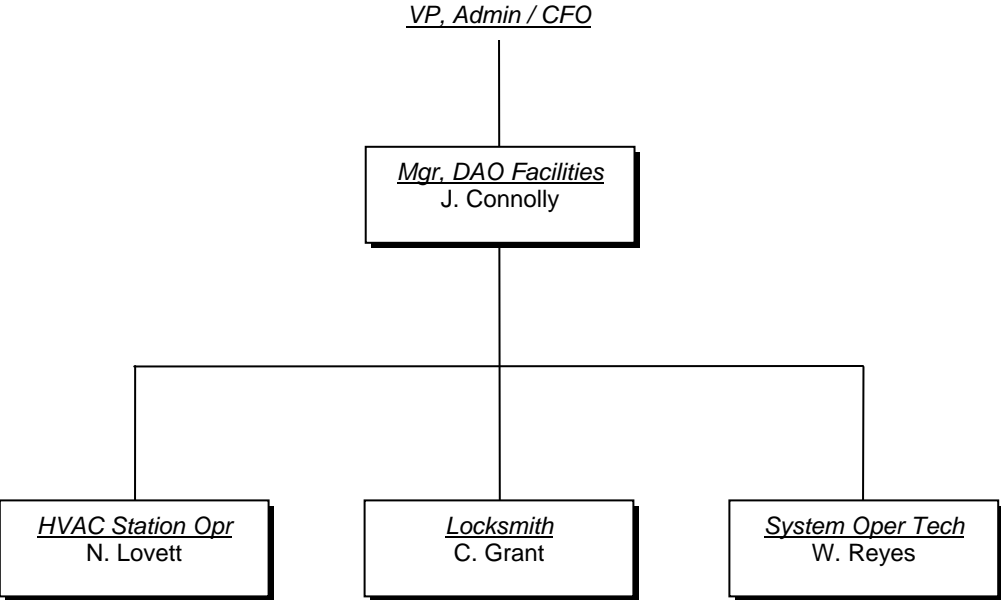 VP, Admin / CFO
Mgr, DAO Facilities
J. Connolly
HVAC Station Opr
N. Lovett
Locksmith
C. Grant
System Oper Tech
W. Reyes